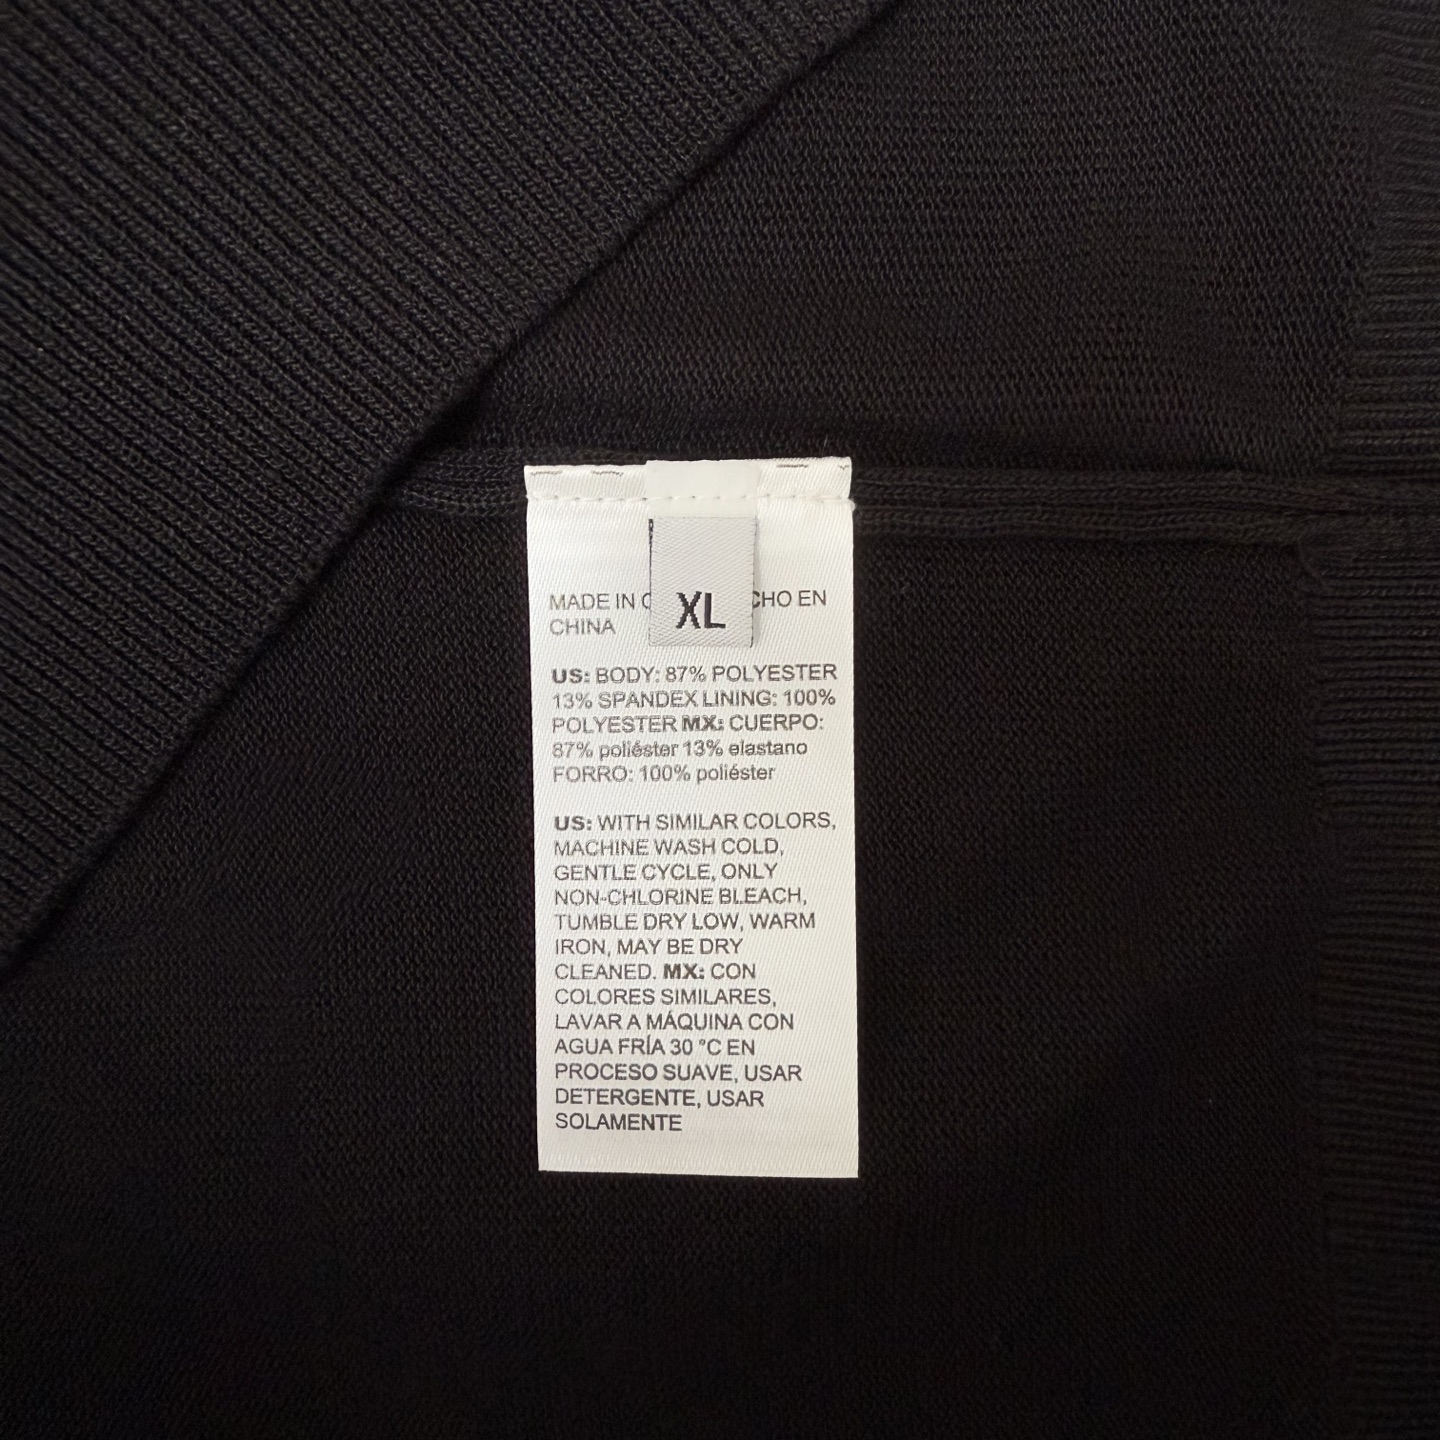 MADE IN CHO EN
XL
CHINA
US: BODY: 87% POLYESTER
13% SPANDEX LINING: 100%
POLYESTER MX: CUERPO:
87% poliéster 13% elastano
FORRO: 100% poliéster
US: WITH SIMILAR COLORS,
MACHINE WASH COLD,
GENTLE CYCLE, ONLY
NON-CHLORINE BLEACH,
TUMBLE DRY LOW, WARM
IRON, MAY BE DRY
CLEANED. MX: CON
COLORES SIMILARES,
LAVAR A MÁQUINA CON
AGUA FRÍA 30 °C EN
PROCESO SUAVE, USAR
DETERGENTE, USAR
SOLAMENTE